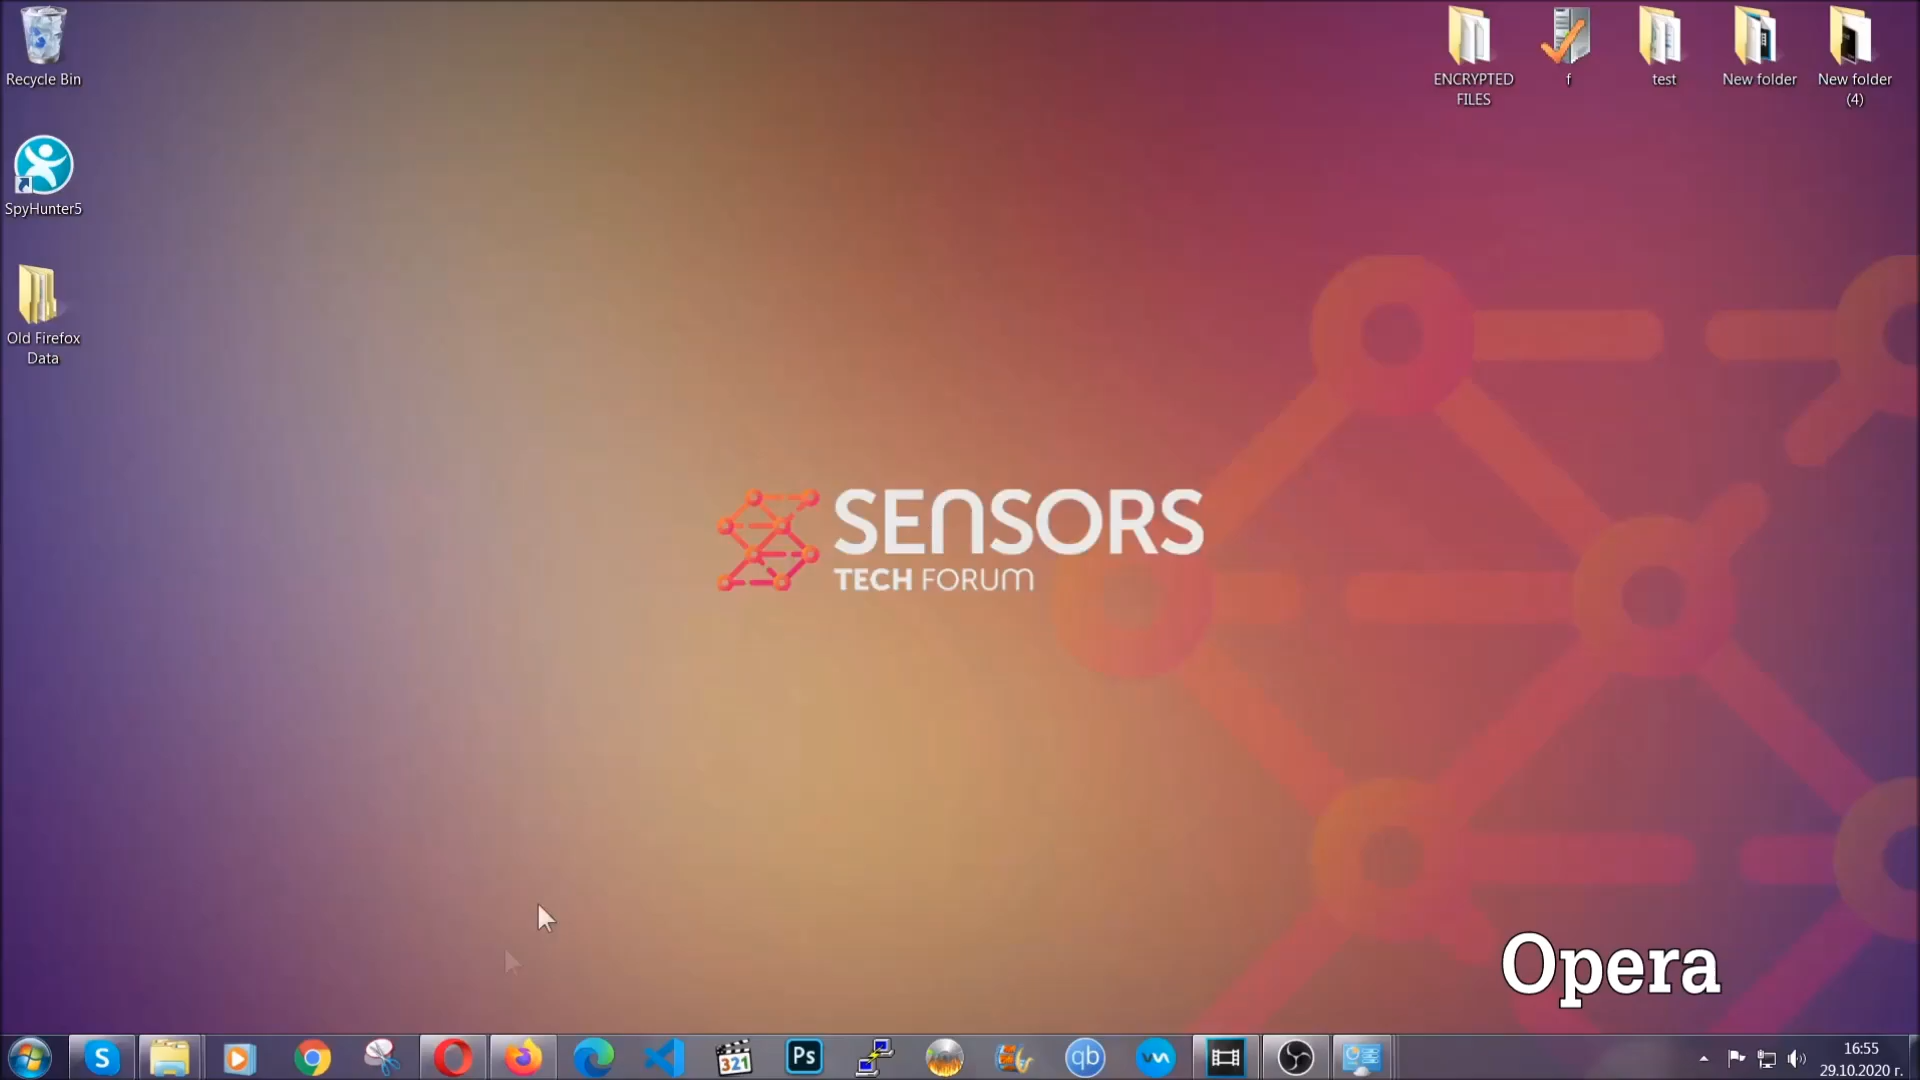 Recycle Bin
SpyHunter5
Old Firefox
Data
ENCRYPTED
FILES
f
test
New folder
New folder
(4)
SENSORS
TECH FORUM
Opera
S
321
Ps
qb
16:55
29.10.2020 г.